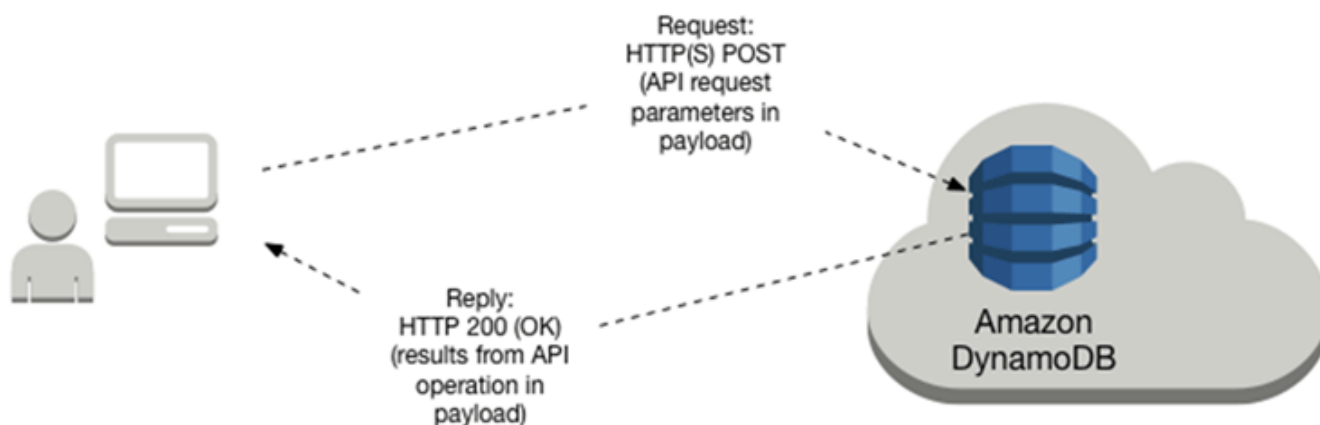 Request:
HTTP(S) POST
(API request
parameters in
payload)
Reply:
HTTP 200 (OK)
(results from API
operation in
payload)
Amazon
DynamoDB